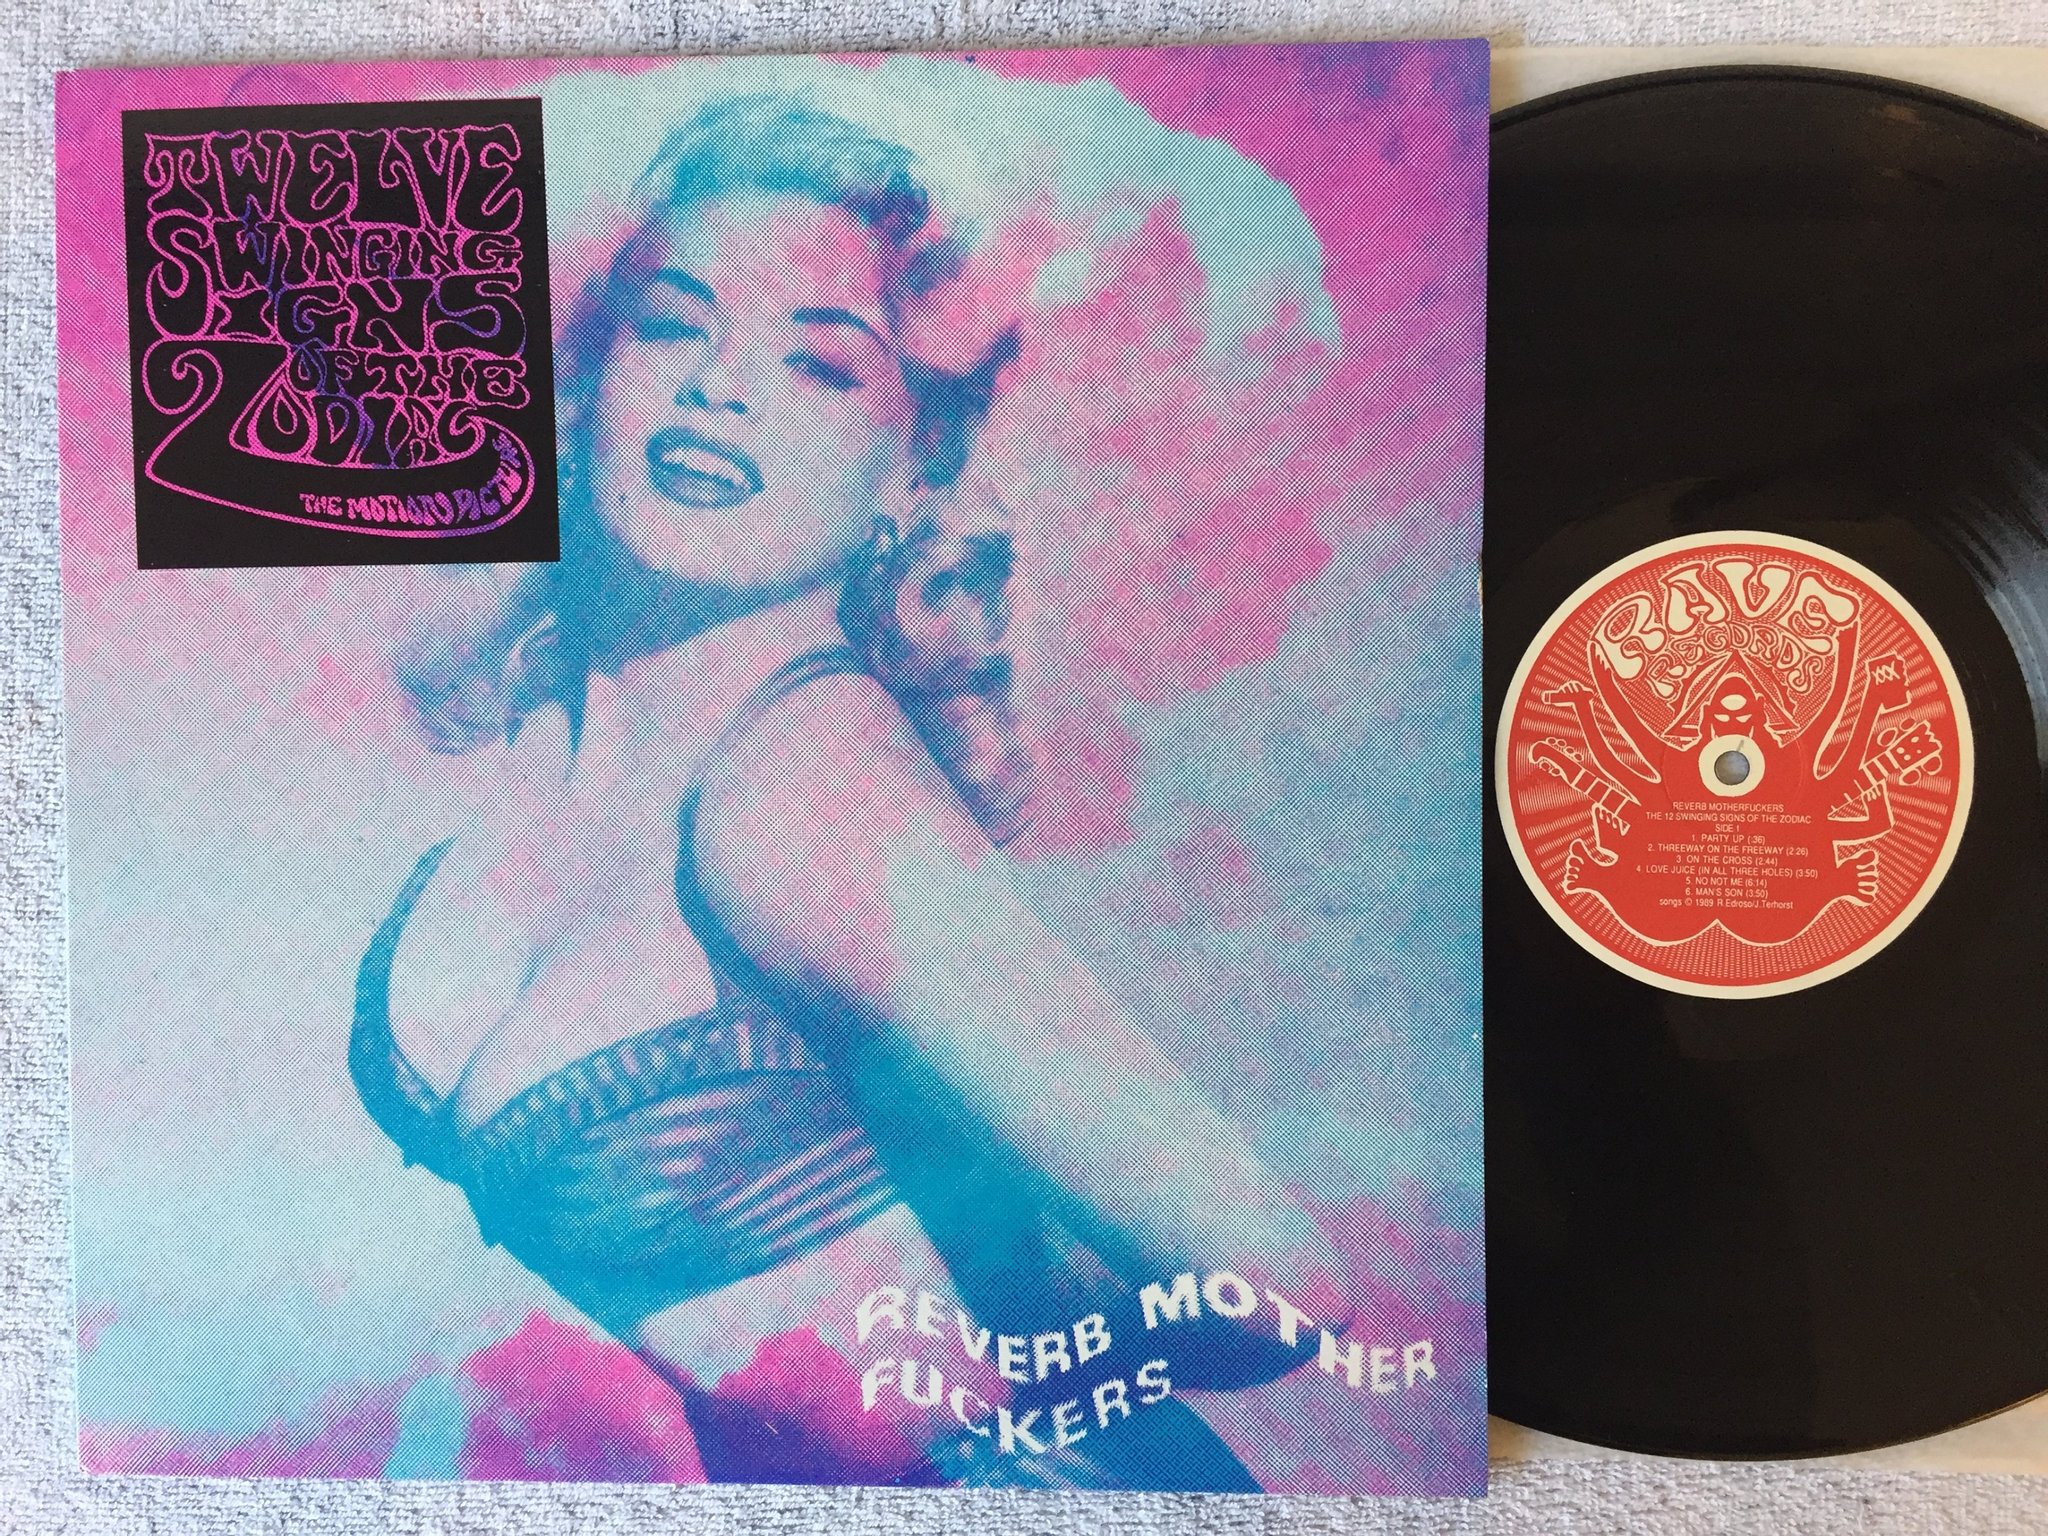 TWELVE
SWINGING
SIGNS
OF THE
ZODIAC
THE MOTION PICTURE
REVERB MOTHER
FUCKERS
RAVE
RECORDS
XXX
REVERB MOTHERFUCKERS
THE 12 SWINGING SIGNS OF THE ZODIAC
SIDE 1
1. PARTY UP (:36)
2. THREEWAY ON THE FREEWAY (2:26)
3 ON THE CROSS (2:44)
4. LOVE JUICE (IN ALL THREE HOLES) (3:50)
5. NO NOT ME (6:14)
6. MAN'S SON (3:50)
songs © 1989 R.Edroso/J.Terhorst